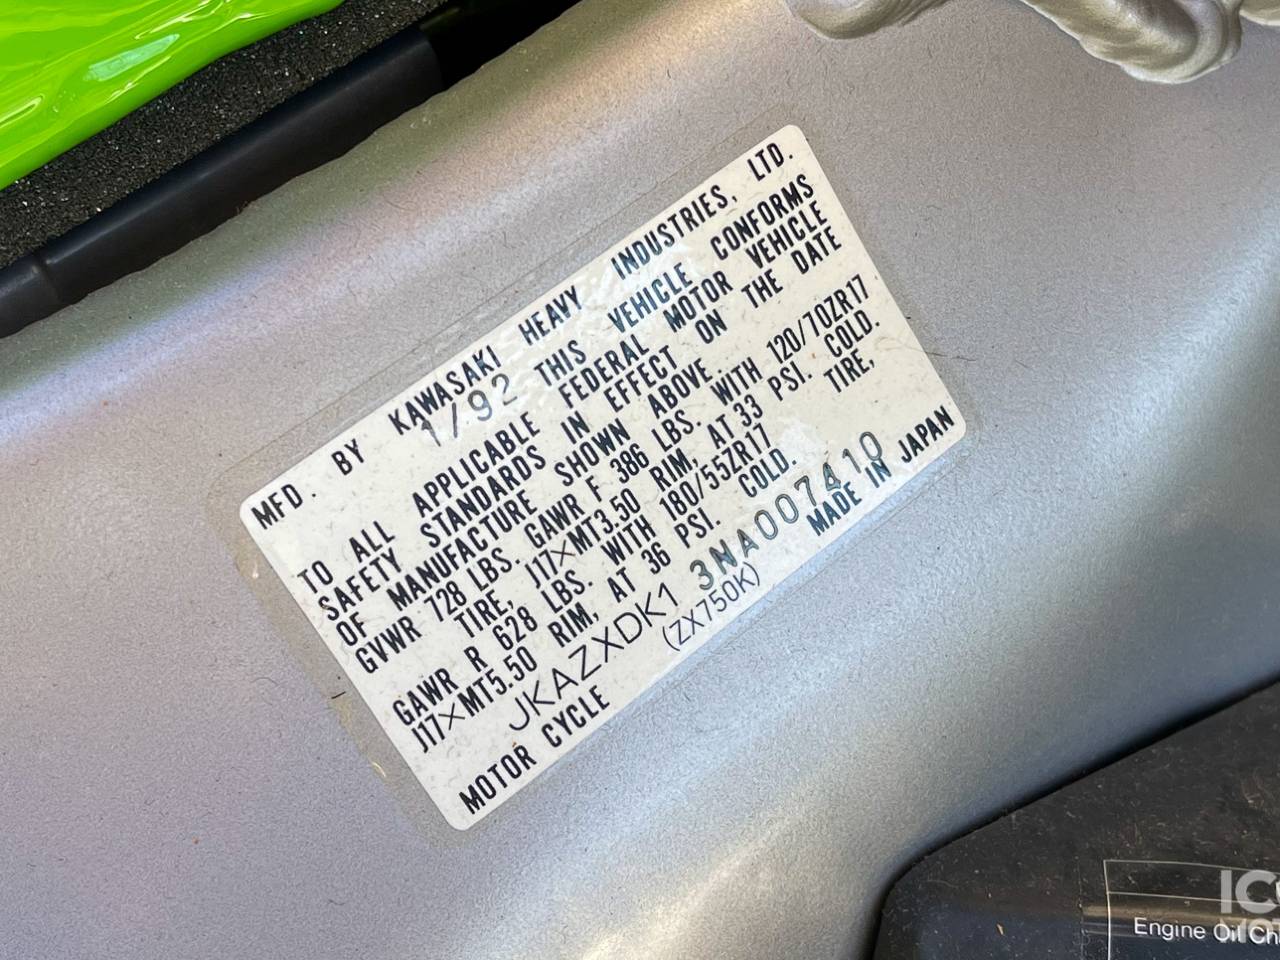 MFD. BY KAWASAKI HEAVY INDUSTRIES, LTD.
1/92 THIS VEHICLE CONFORMS
TO ALL APPLICABLE FEDERAL MOTOR VEHICLE
SAFETY STANDARDS IN EFFECT ON THE DATE
OF MANUFACTURE SHOWN ABOVE.
GVWR 728 LBS. GAWR F 386 LBS. WITH 120/70ZR17
TIRE, J17×MT3.50 RIM, AT 33 PSI. COLD.
GAWR R 628 LBS. WITH 180/55ZR17 TIRE,
J17×MT5.50 RIM, AT 36 PSI. COLD.
JKAZXDK13NA007410
(ZX750K)
MOTOR CYCLE MADE IN JAPAN
Engine Oil